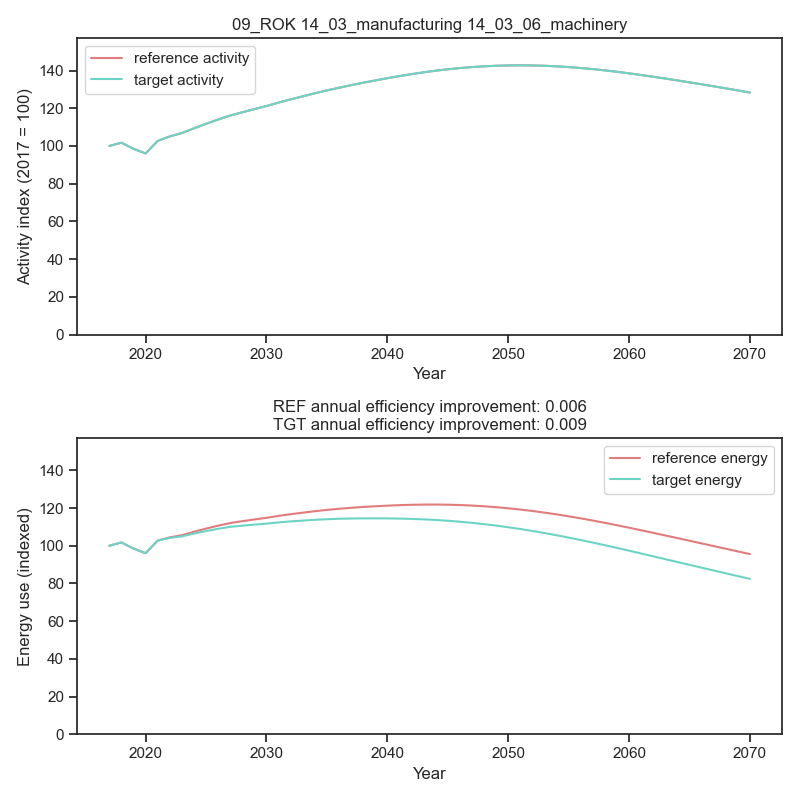 09_ROK 14_03_manufacturing 14_03_06_machinery
reference activity
target activity
Activity index (2017 = 100)
140
120
100
80
60
40
20
0
2020 2030 2040 2050 2060 2070
Year
REF annual efficiency improvement: 0.006
TGT annual efficiency improvement: 0.009
reference energy
target energy
Energy use (indexed)
140
120
100
80
60
40
20
0
2020 2030 2040 2050 2060 2070
Year